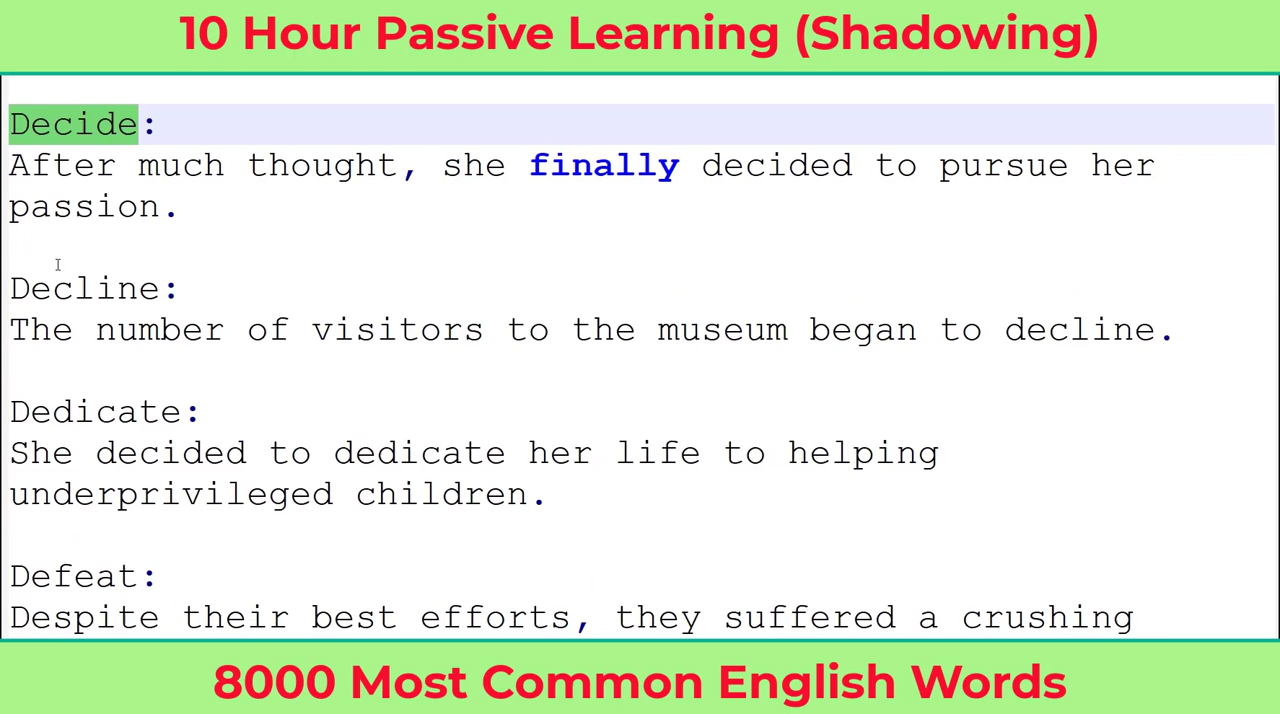 10 Hour Passive Learning (Shadowing)
Decide:
After much thought, she finally decided to pursue her
passion.
Decline:
The number of visitors to the museum began to decline.
Dedicate:
She decided to dedicate her life to helping
underprivileged children.
Defeat:
Despite their best efforts, they suffered a crushing
8000 Most Common English Words